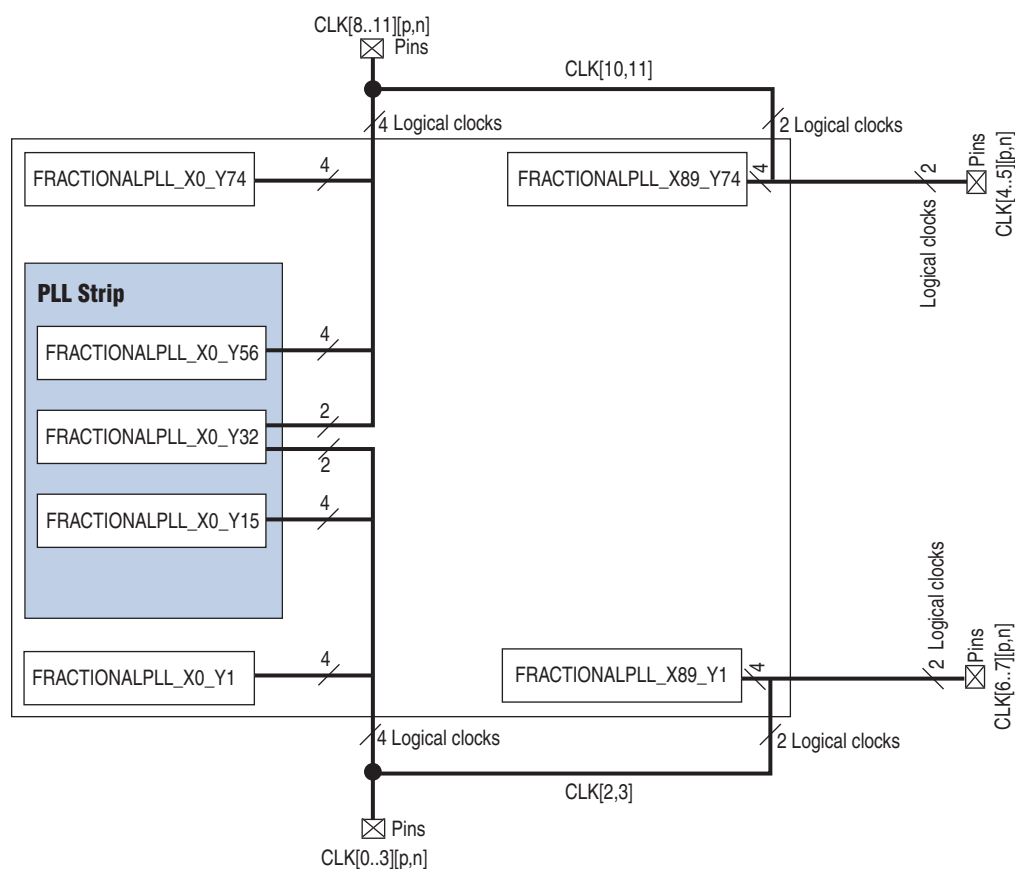 CLK[8..11][p,n]
Pins
CLK[10,11]
4 Logical clocks
2 Logical clocks
FRACTIONALPLL_X0_Y74
4
FRACTIONALPLL_X89_Y74
4
2
Logical clocks
Pins
CLK[4..5][p,n]
PLL Strip
FRACTIONALPLL_X0_Y56
4
FRACTIONALPLL_X0_Y32
2
2
FRACTIONALPLL_X0_Y15
4
FRACTIONALPLL_X0_Y1
4
FRACTIONALPLL_X89_Y1
4
2 Logical clocks
Pins
CLK[6..7][p,n]
4 Logical clocks
2 Logical clocks
CLK[2,3]
Pins
CLK[0..3][p,n]